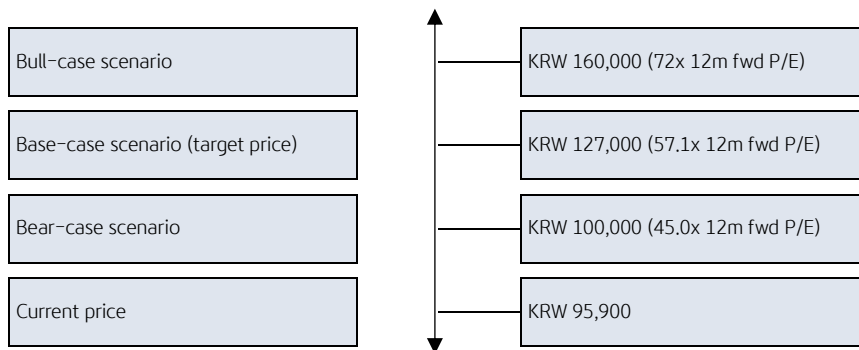 Bull-case scenario
KRW 160,000 (72x 12m fwd P/E)
Base-case scenario (target price)
KRW 127,000 (57.1x 12m fwd P/E)
Bear-case scenario
KRW 100,000 (45.0x 12m fwd P/E)
Current price
KRW 95,900